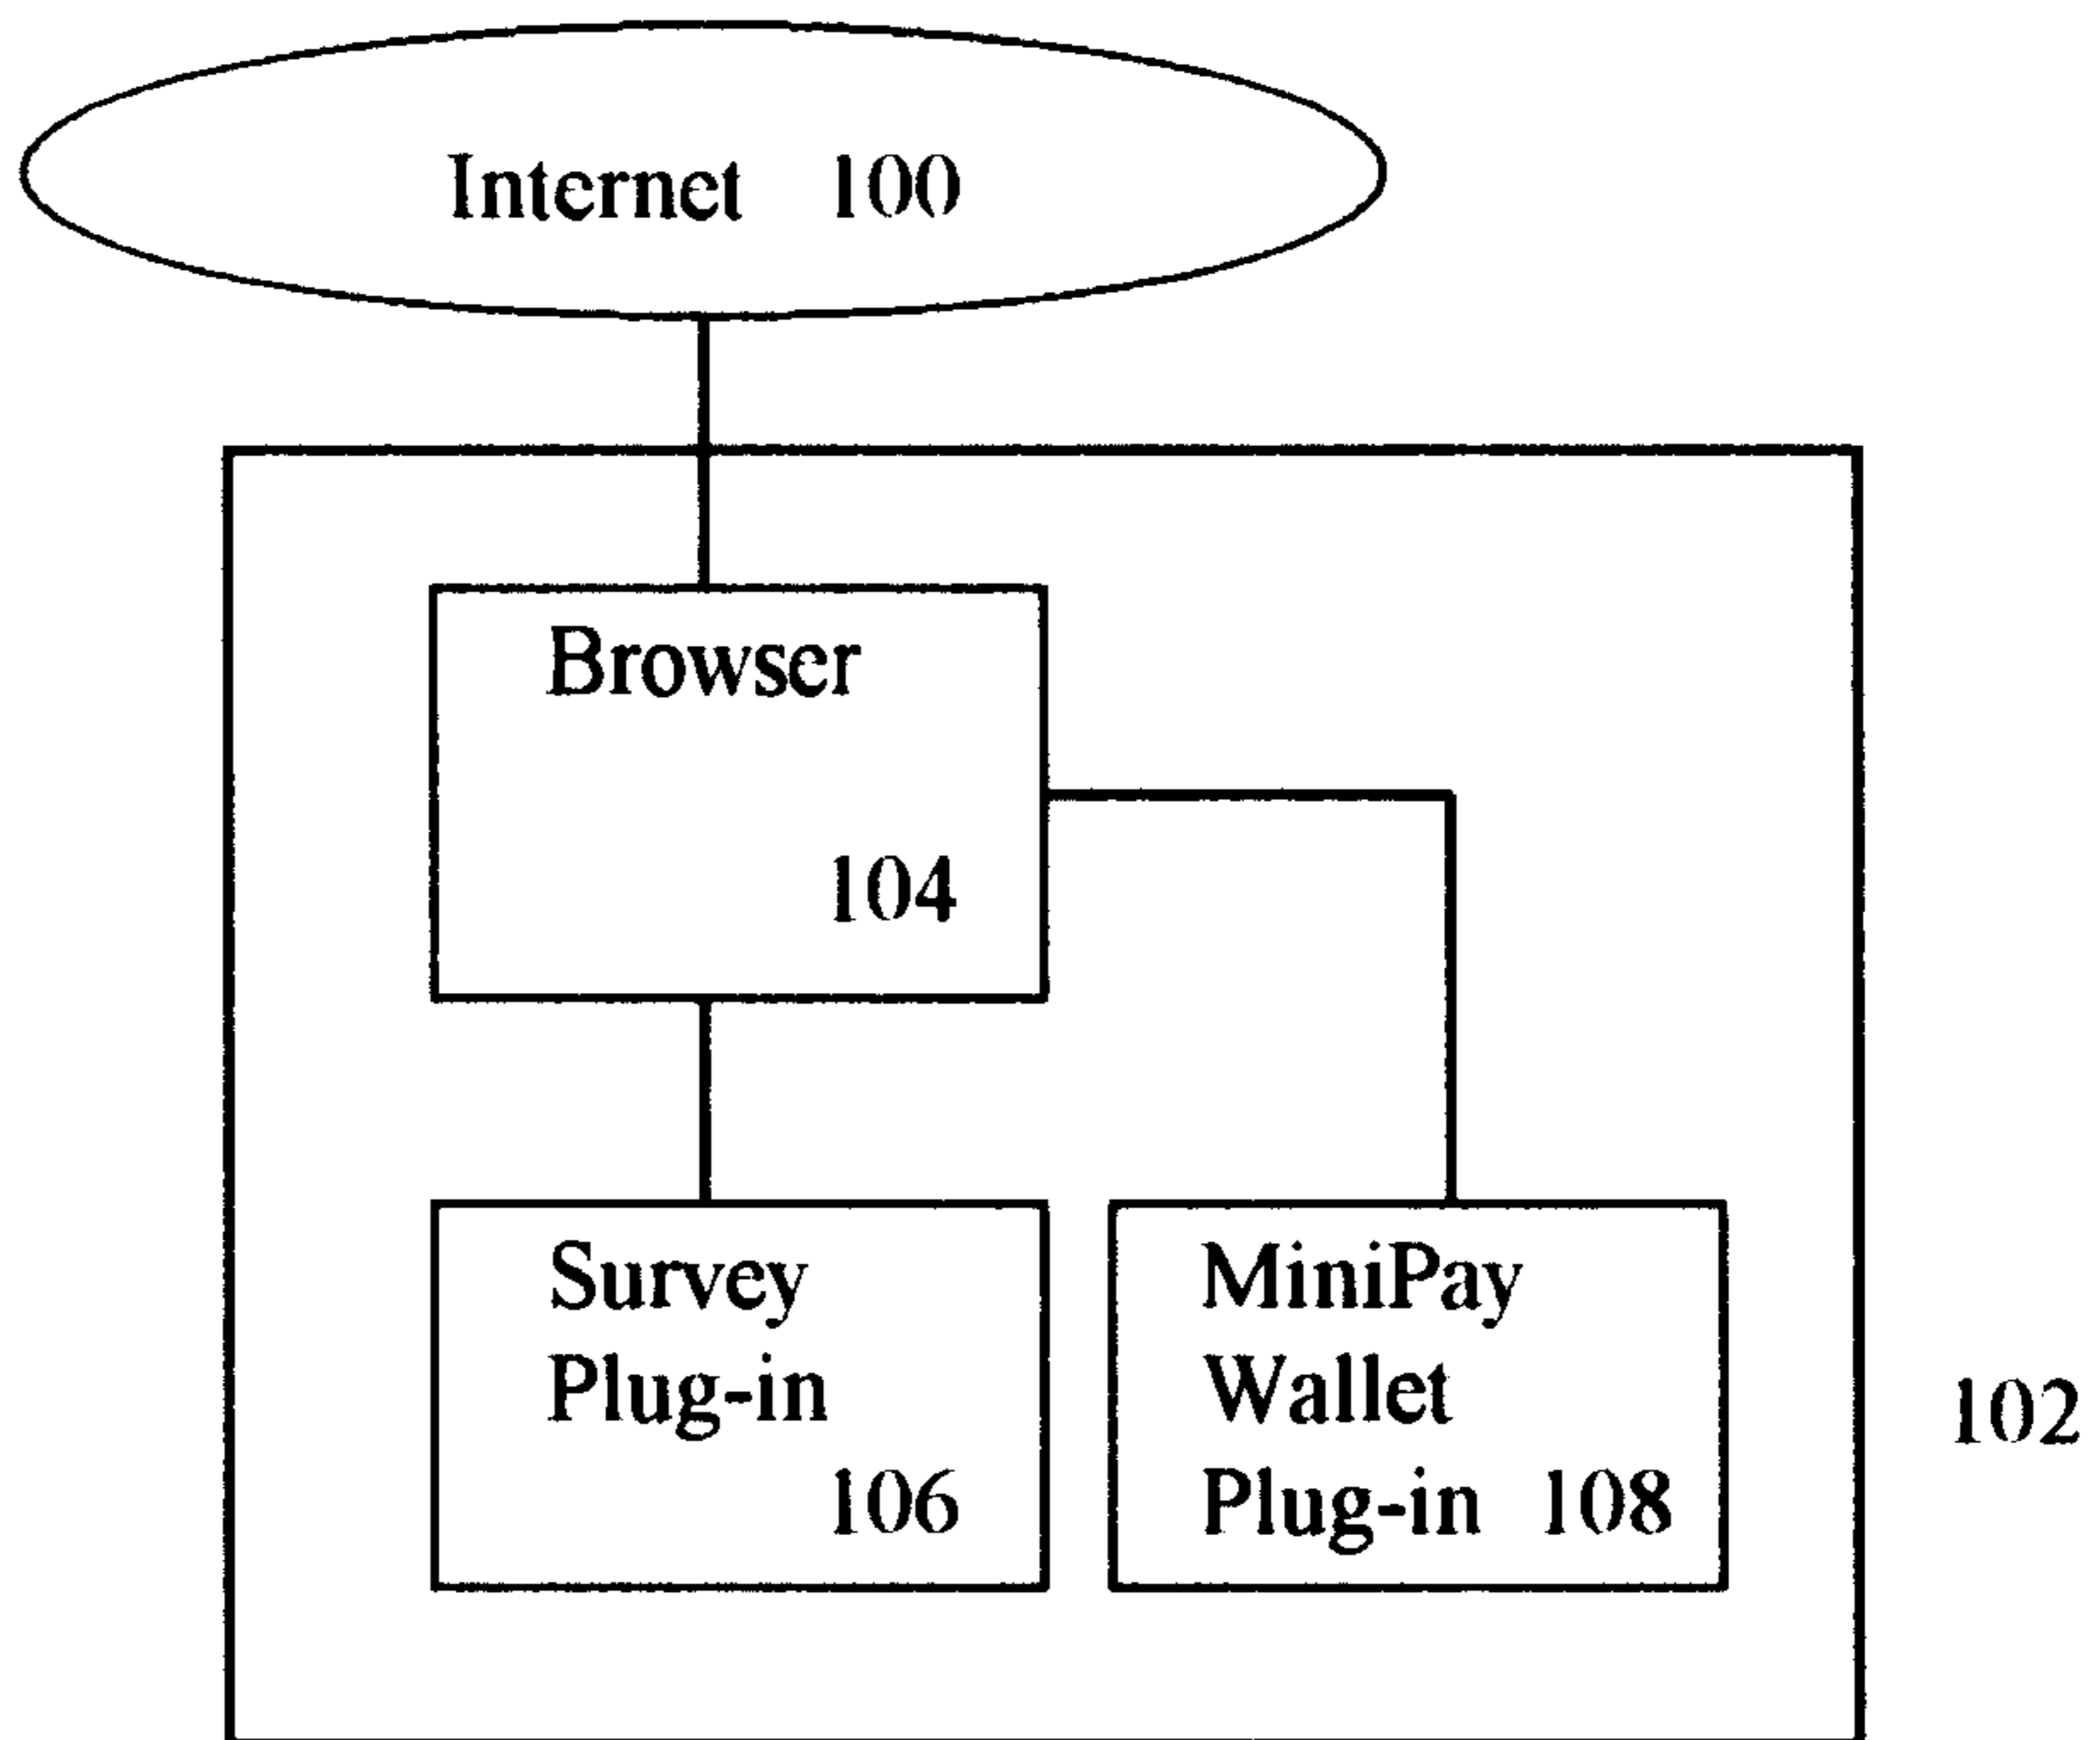 Internet 100
Browser
104
Survey
Plug-in
106
MiniPay
Wallet
Plug-in 108
102